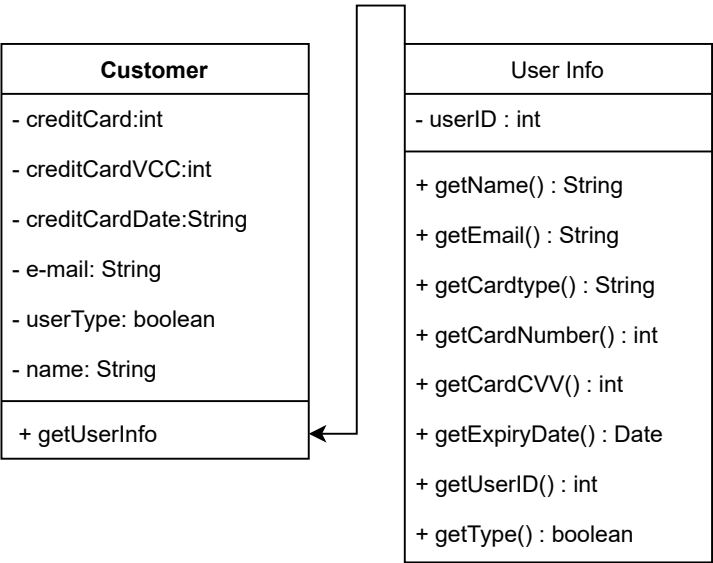 Customer
- creditCard:int
- creditCardVCC:int
- creditCardDate:String
- e-mail: String
- userType: boolean
- name: String
+ getUserInfo
User Info
- userID : int
+ getName() : String
+ getEmail() : String
+ getCardtype() : String
+ getCardNumber() : int
+ getCardCVV() : int
+ getExpiryDate() : Date
+ getUserID() : int
+ getType() : boolean